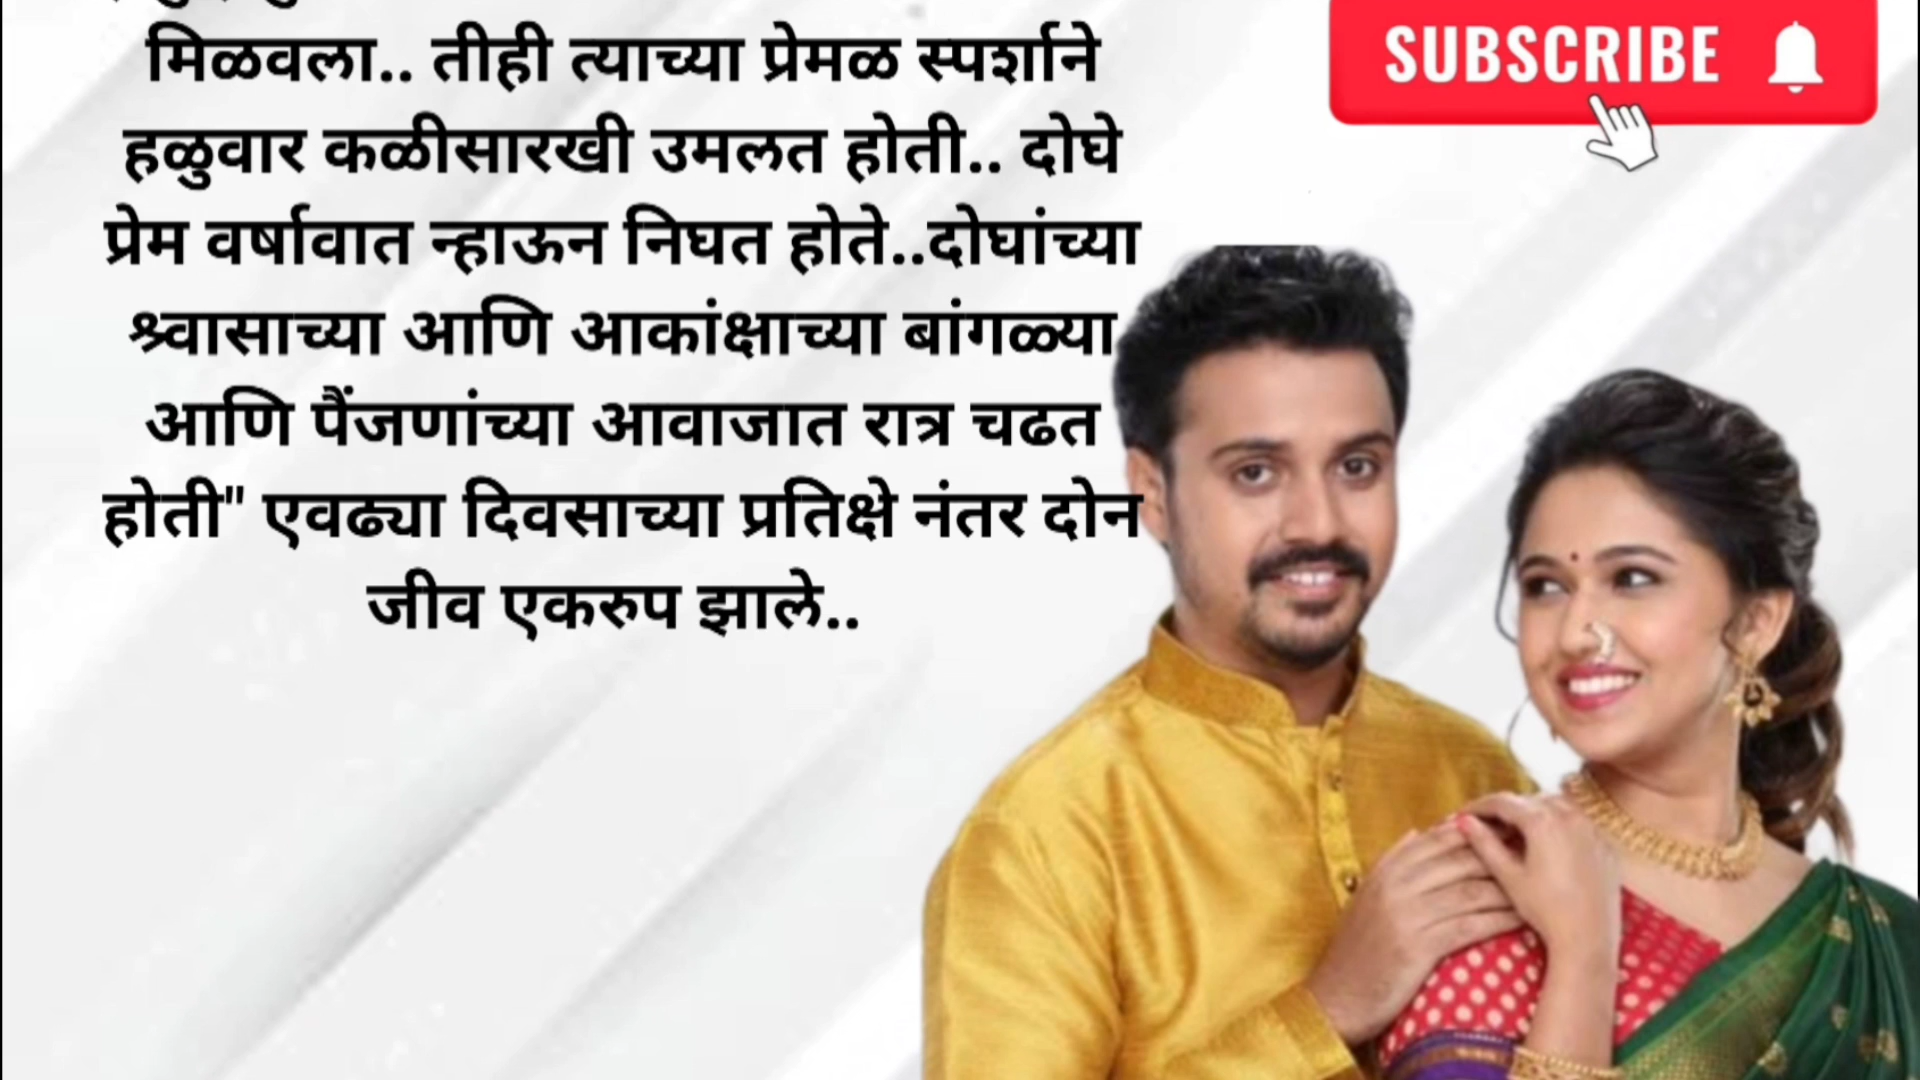 मिळवला.. तीही त्याच्या प्रेमळ स्पर्शाने
हळुवार कळीसारखी उमलत होती.. दोघे
प्रेम वर्षावात न्हाऊन निघत होते..दोघांच्या
श्र्वासाच्या आणि आकांक्षाच्या बांगळ्या
आणि पैंजणांच्या आवाजात रात्र चढत
होती" एवढ्या दिवसाच्या प्रतिक्षे नंतर दोन
जीव एकरुप झाले..
SUBSCRIBE